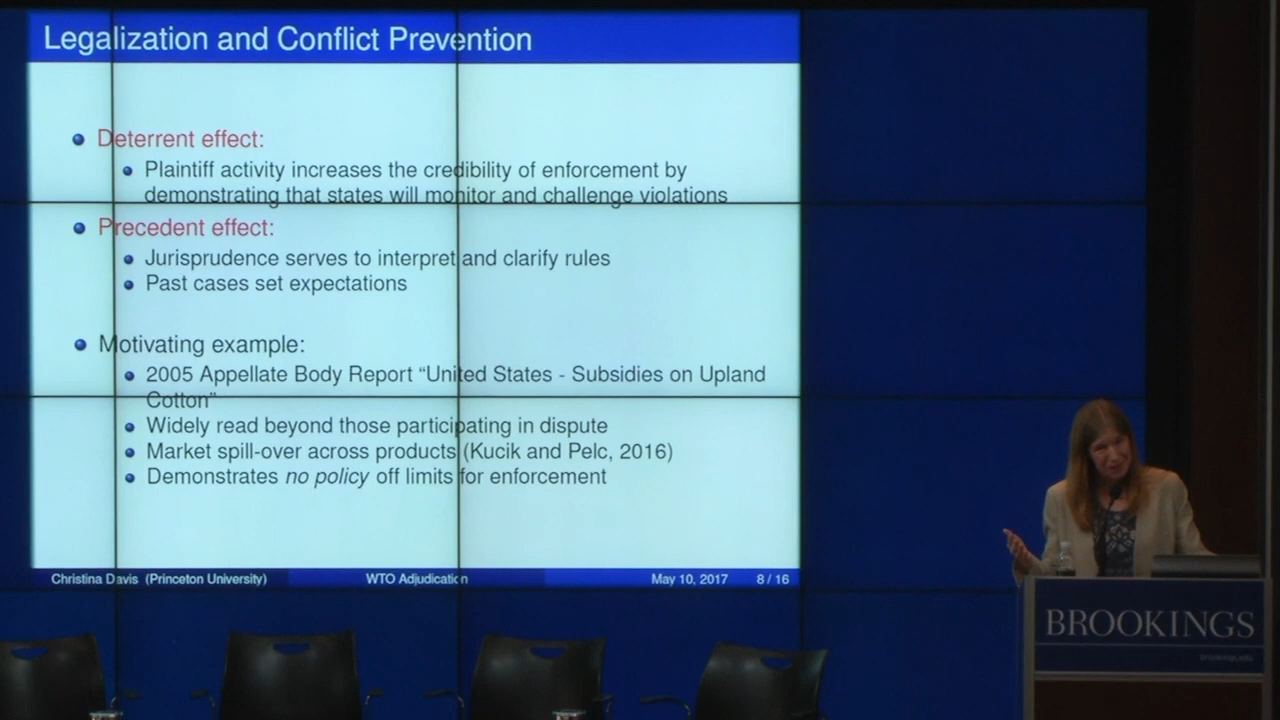 Legalization and Conflict Prevention
Deterrent effect:
Plaintiff activity increases the credibility of enforcement by
demonstrating that states will monitor and challenge violations
Precedent effect:
Jurisprudence serves to interpret and clarify rules
Past cases set expectations
Motivating example:
2005 Appellate Body Report “United States - Subsidies on Upland
Cotton”
Widely read beyond those participating in dispute
Market spill-over across products (Kucik and Pelc, 2016)
Demonstrates no policy off limits for enforcement
Christina Davis (Princeton University) WTO Adjudication May 10, 2017 8 / 16
BROOKINGS
brookings.edu